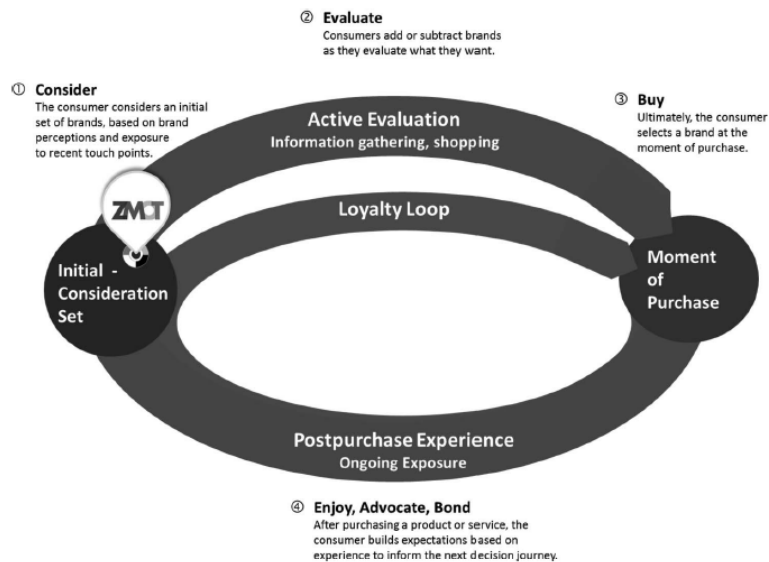 ② Evaluate
Consumers add or subtract brands
as they evaluate what they want.
① Consider
The consumer considers an initial
set of brands, based on brand
perceptions and exposure
to recent touch points.
③ Buy
Ultimately, the consumer
selects a brand at the
moment of purchase.
Active Evaluation
Information gathering, shopping
ZMOT
Loyalty Loop
Initial -
Consideration
Set
Moment
of
Purchase
Postpurchase Experience
Ongoing Exposure
④ Enjoy, Advocate, Bond
After purchasing a product or service, the
consumer builds expectations based on
experience to inform the next decision journey.